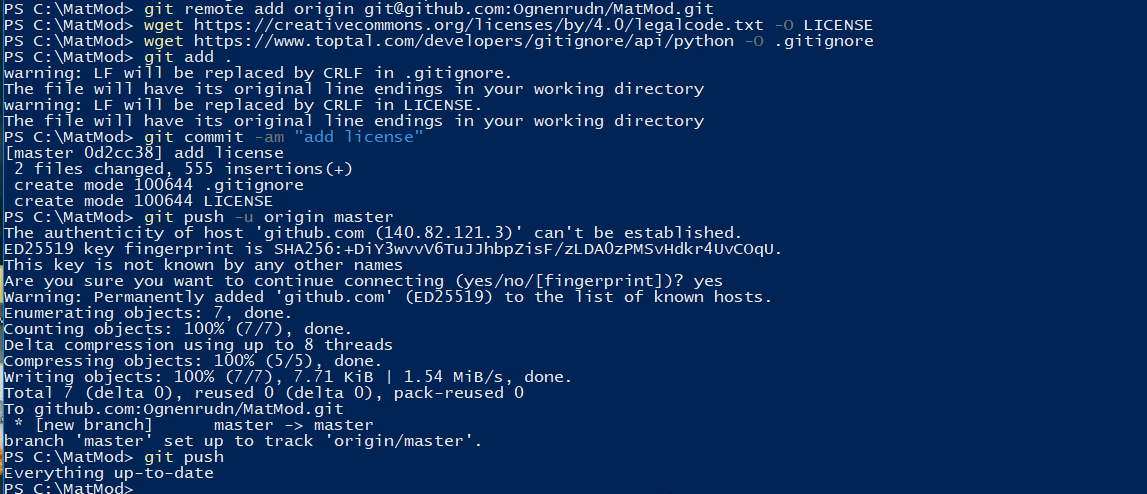 PS C:\MatMod> git remote add origin git@github.com:Ognenrudn/MatMod.git
PS C:\MatMod> wget https://creativecommons.org/licenses/by/4.0/legalcode.txt -O LICENSE
PS C:\MatMod> wget https://www.toptal.com/developers/gitignore/api/python -O .gitignore
PS C:\MatMod> git add .
warning: LF will be replaced by CRLF in .gitignore.
The file will have its original line endings in your working directory
warning: LF will be replaced by CRLF in LICENSE.
The file will have its original line endings in your working directory
PS C:\MatMod> git commit -am "add license"
[master 0d2cc38] add license
 2 files changed, 555 insertions(+)
 create mode 100644 .gitignore
 create mode 100644 LICENSE
PS C:\MatMod> git push -u origin master
The authenticity of host 'github.com (140.82.121.3)' can't be established.
ED25519 key fingerprint is SHA256:+DiY3wvvV6TuJJhbpZisF/zLDA0zPMSvHdkr4UvCOqU.
This key is not known by any other names
Are you sure you want to continue connecting (yes/no/[fingerprint])? yes
Warning: Permanently added 'github.com' (ED25519) to the list of known hosts.
Enumerating objects: 7, done.
Counting objects: 100% (7/7), done.
Delta compression using up to 8 threads
Compressing objects: 100% (5/5), done.
Writing objects: 100% (7/7), 7.71 KiB | 1.54 MiB/s, done.
Total 7 (delta 0), reused 0 (delta 0), pack-reused 0
To github.com:Ognenrudn/MatMod.git
 * [new branch]      master -> master
branch 'master' set up to track 'origin/master'.
PS C:\MatMod> git push
Everything up-to-date
PS C:\MatMod>